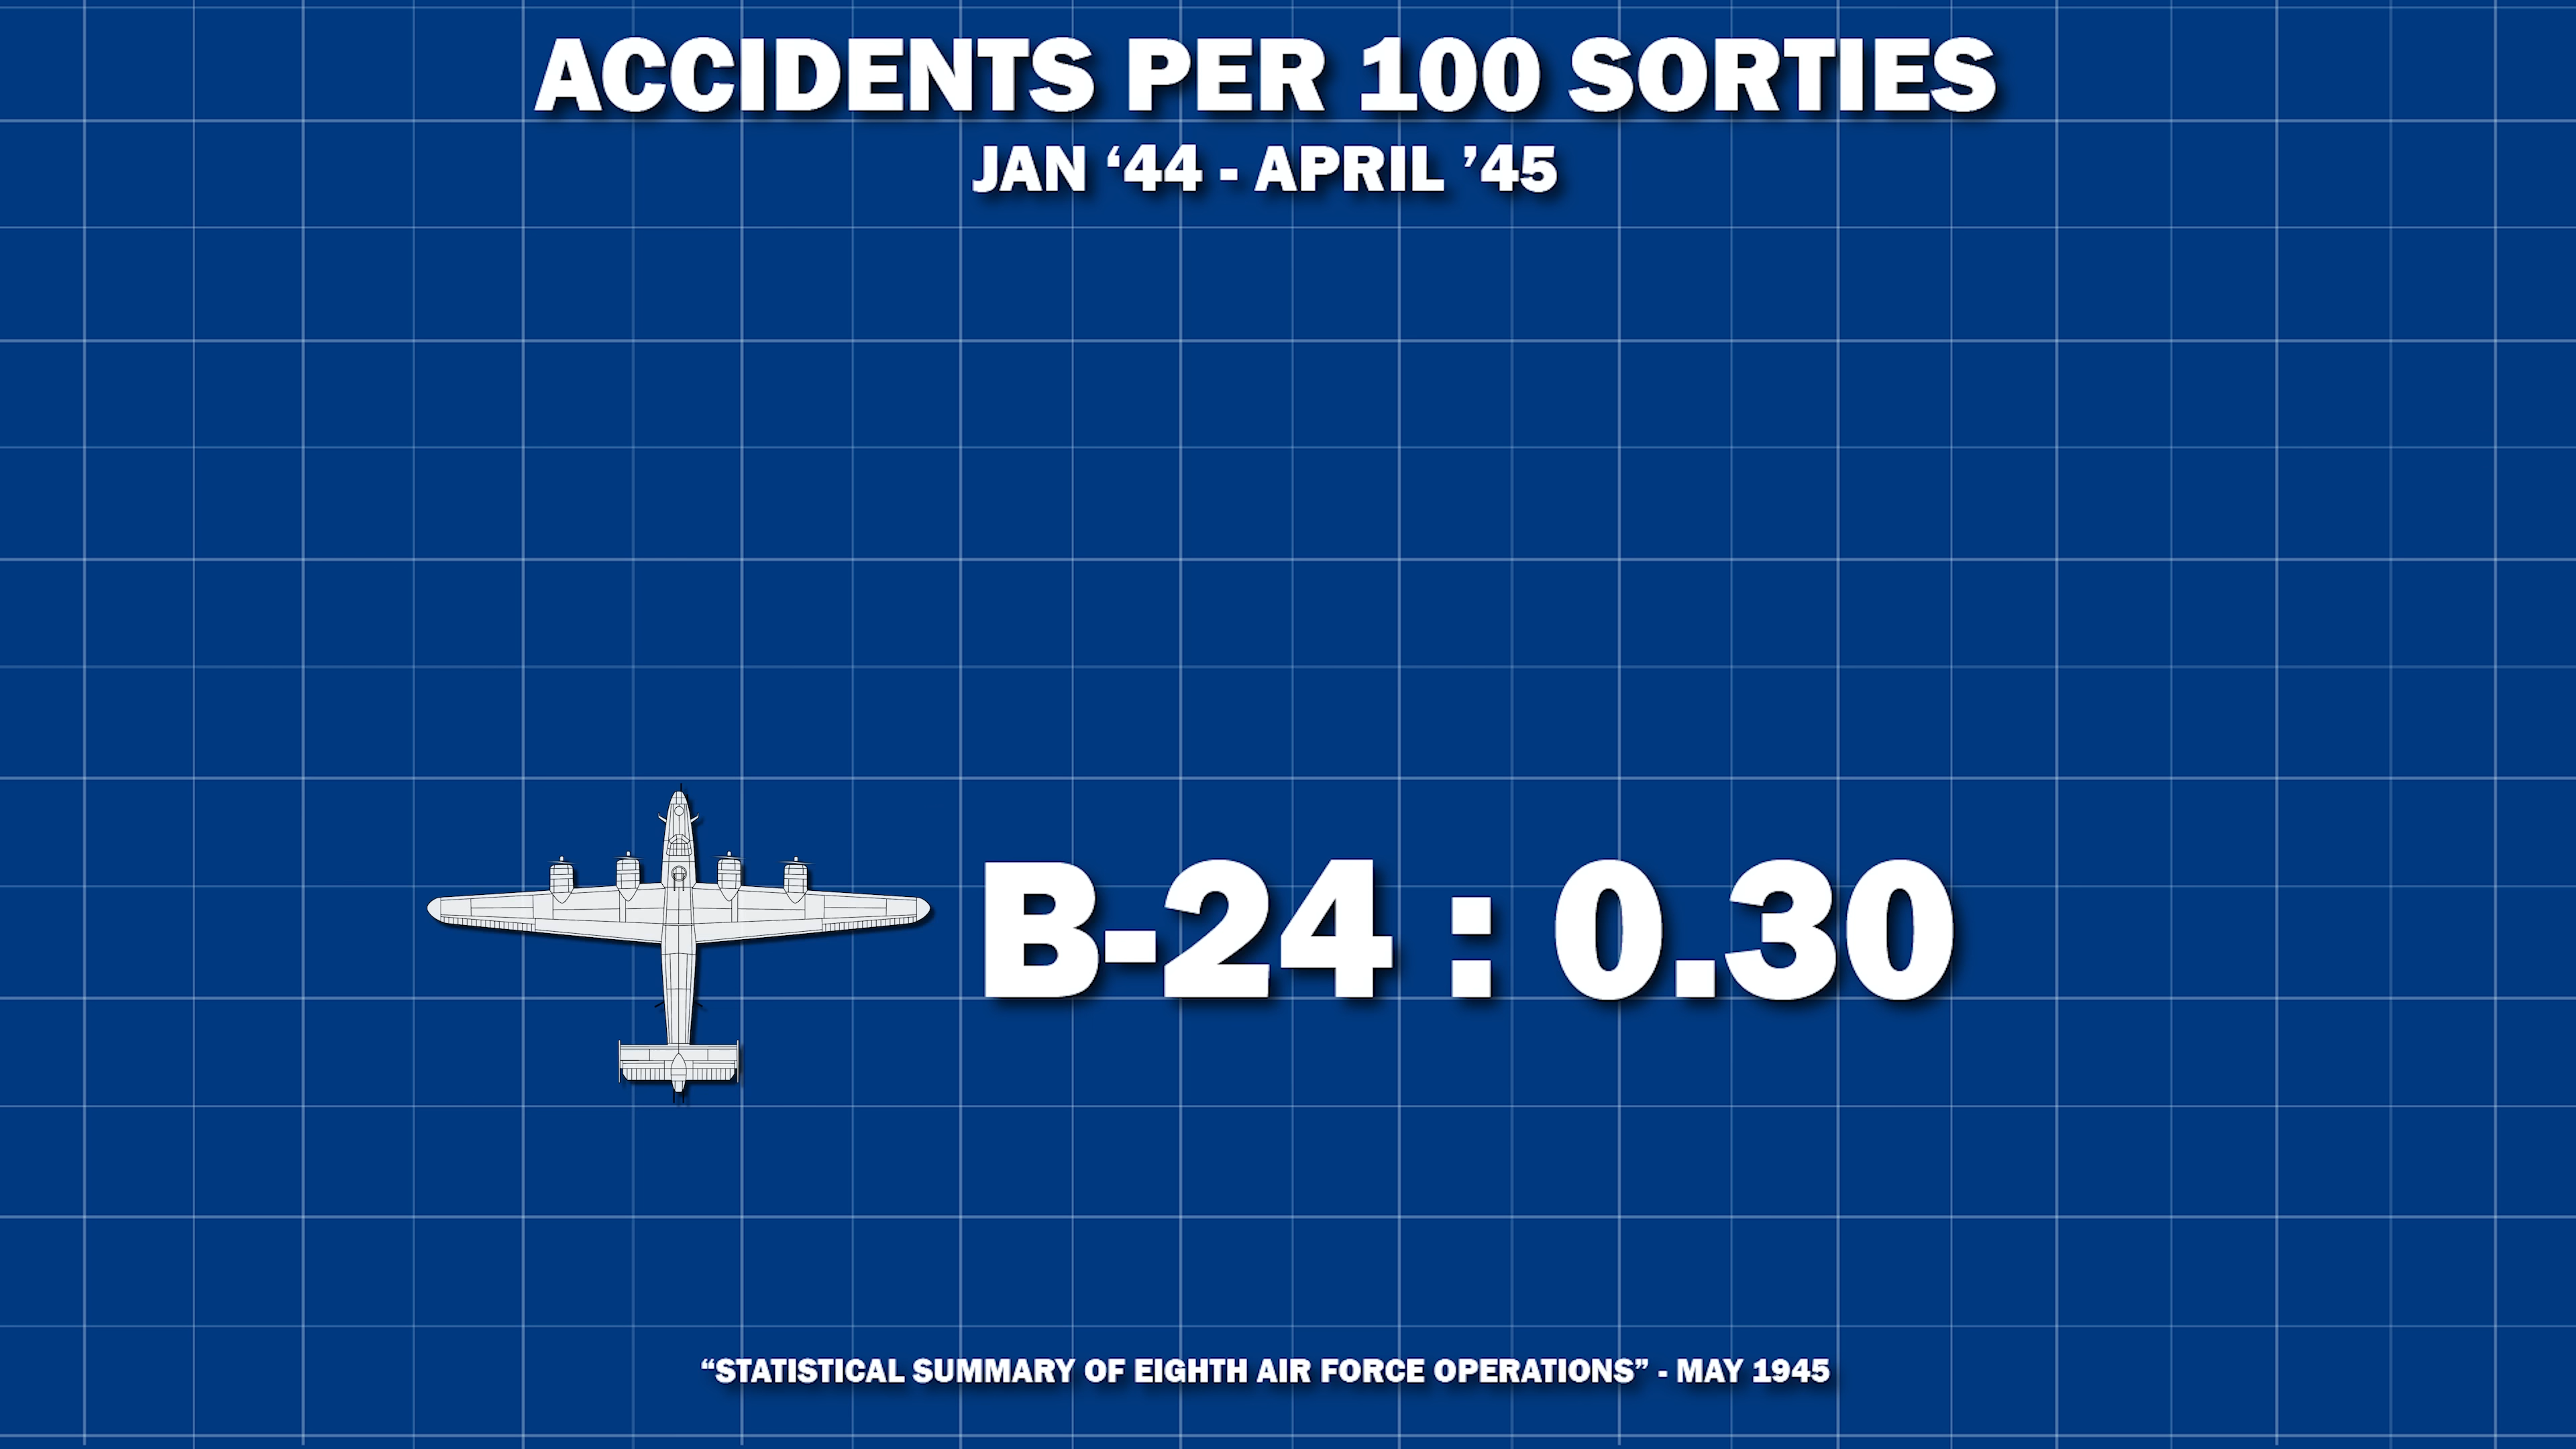 ACCIDENTS PER 100 SORTIES
JAN ‘44 - APRIL ’45
B-24 : 0.30
“STATISTICAL SUMMARY OF EIGHTH AIR FORCE OPERATIONS” - MAY 1945